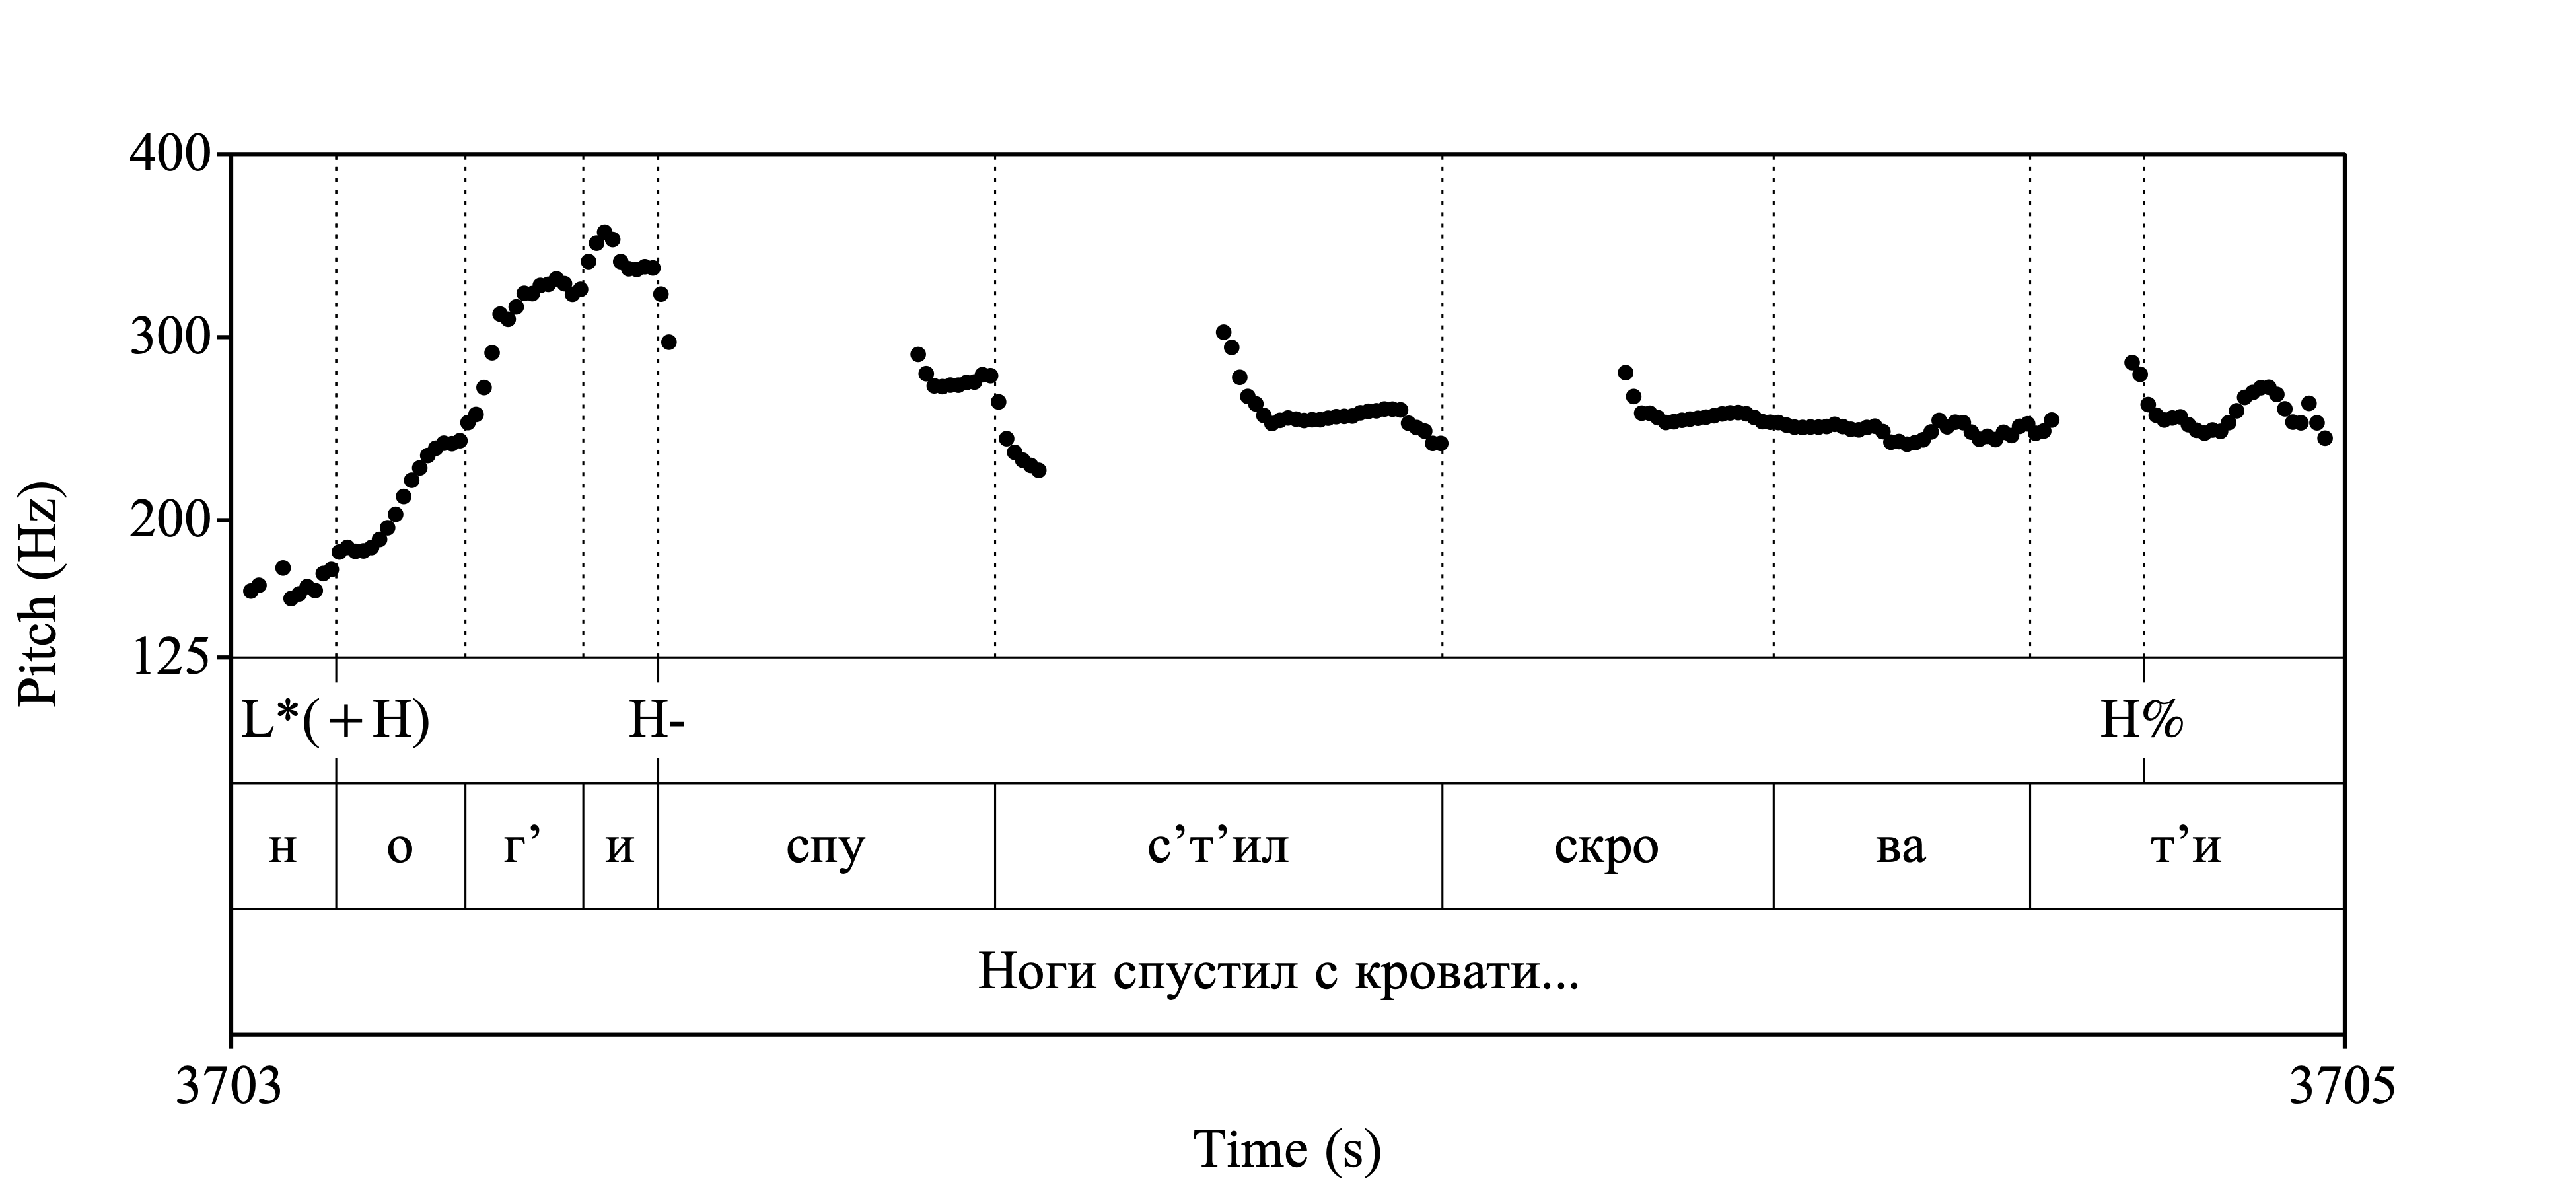 400
300
200
125
Pitch (Hz)
L*(+H) H- H%
н о г’ и спу с’т’ил скро ва т’и
Ноги спустил с кровати...
3703 3705
Time (s)